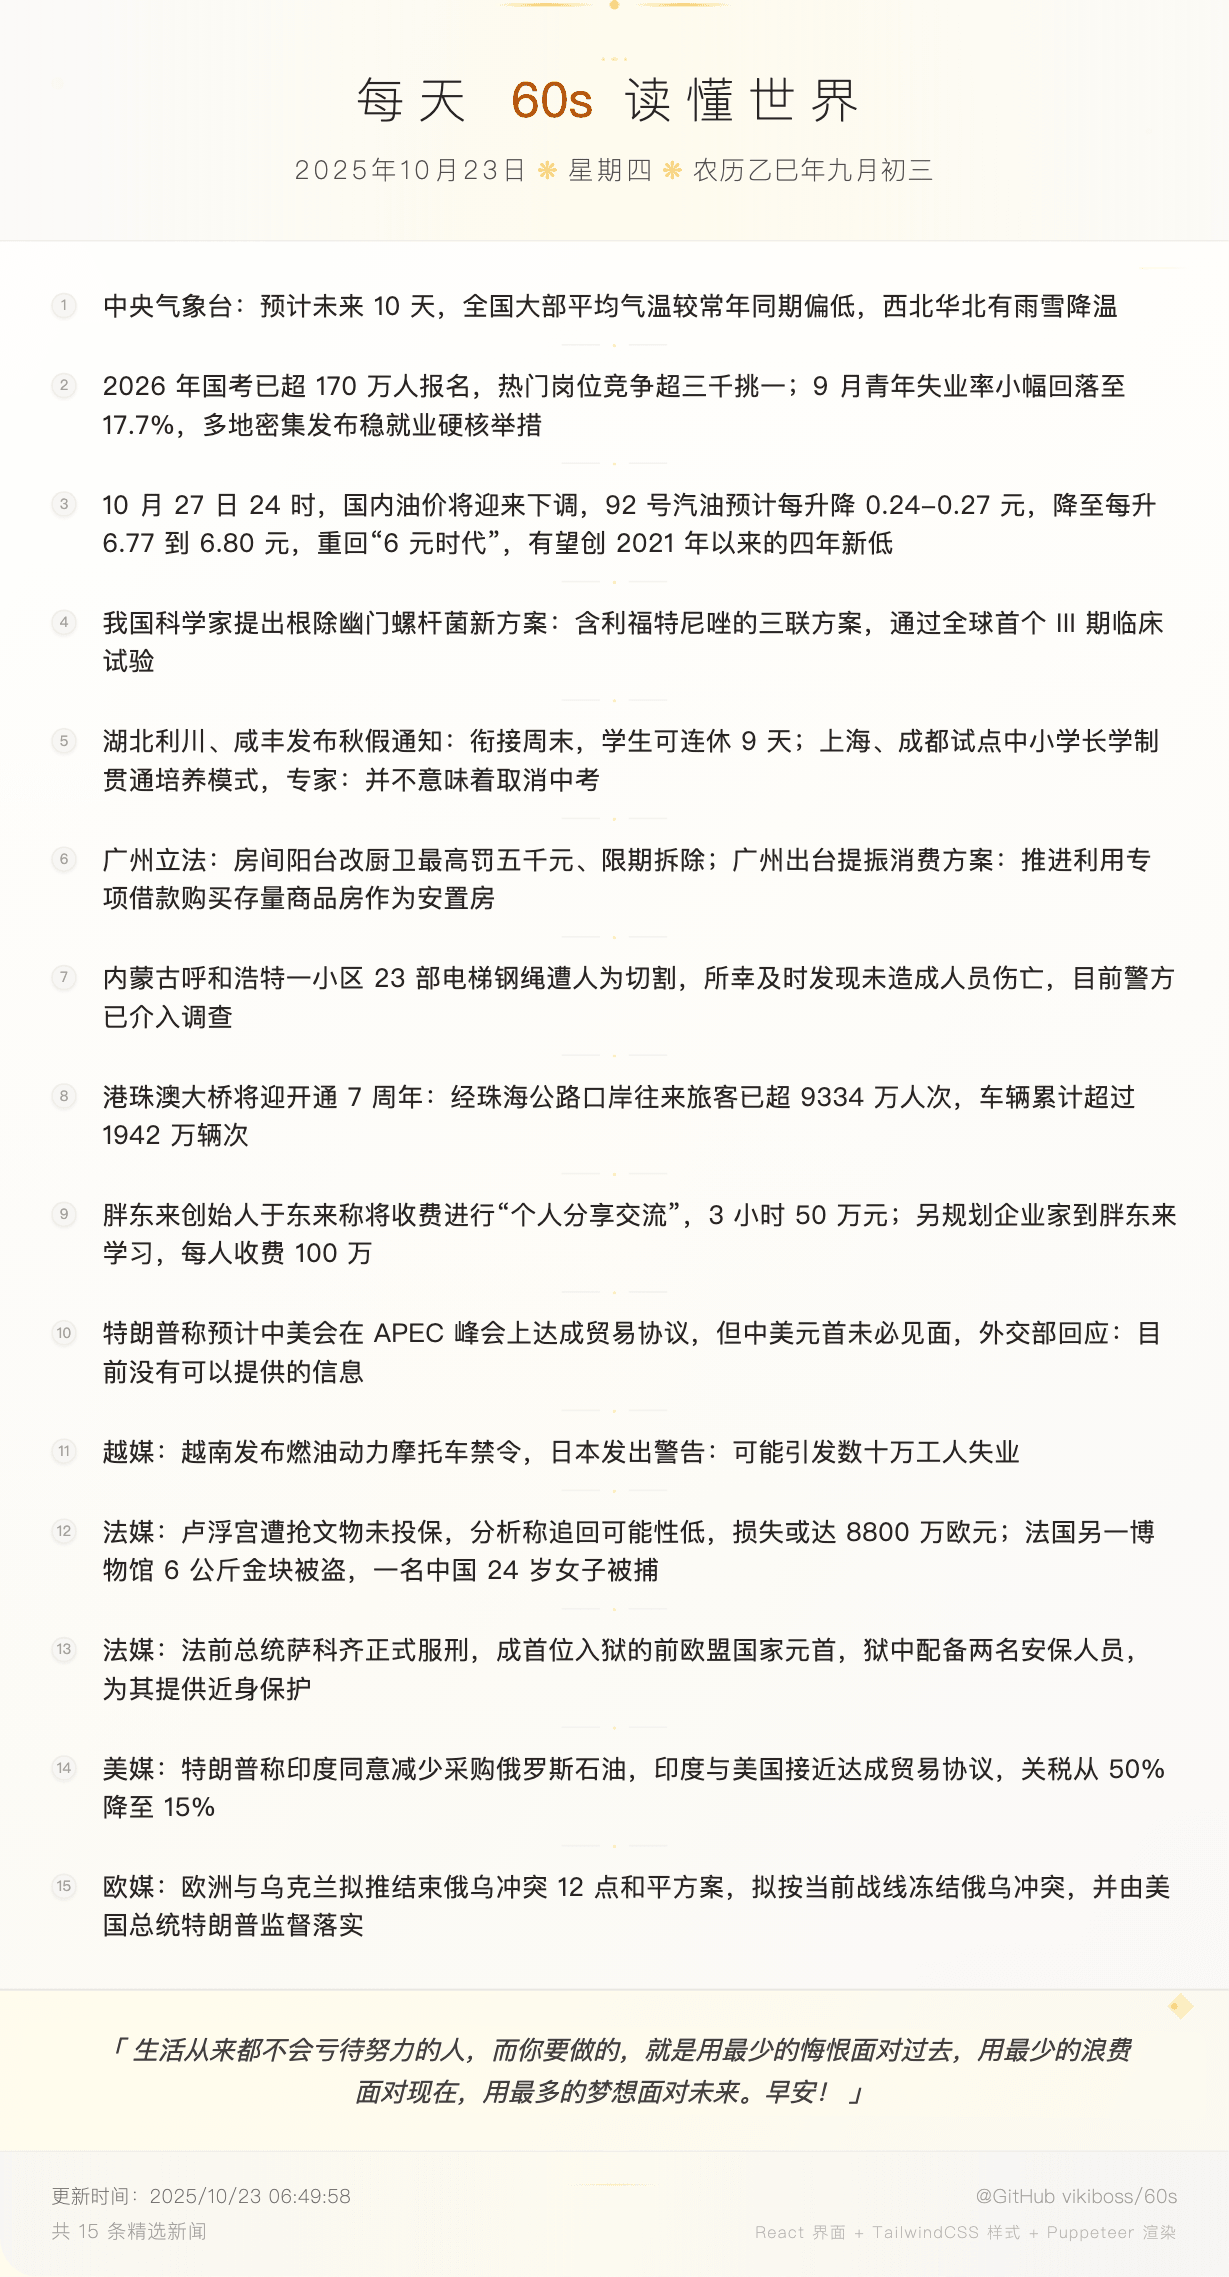 每天 60s 读懂世界
2025年10月23日 ❋ 星期四 ❋ 农历乙巳年九月初三
1 中央气象台：预计未来 10 天，全国大部平均气温较常年同期偏低，西北华北有雨雪降温
2 2026 年国考已超 170 万人报名，热门岗位竞争超三千挑一；9 月青年失业率小幅回落至
17.7%，多地密集发布稳就业硬核举措
3 10 月 27 日 24 时，国内油价将迎来下调，92 号汽油预计每升降 0.24–0.27 元，降至每升
6.77 到 6.80 元，重回“6 元时代”，有望创 2021 年以来的四年新低
4 我国科学家提出根除幽门螺杆菌新方案：含利福特尼唑的三联方案，通过全球首个 III 期临床
试验
5 湖北利川、咸丰发布秋假通知：衔接周末，学生可连休 9 天；上海、成都试点中小学长学制
贯通培养模式，专家：并不意味着取消中考
6 广州立法：房间阳台改厨卫最高罚五千元、限期拆除；广州出台提振消费方案：推进利用专
项借款购买存量商品房作为安置房
7 内蒙古呼和浩特一小区 23 部电梯钢绳遭人为切割，所幸及时发现未造成人员伤亡，目前警方
已介入调查
8 港珠澳大桥将迎开通 7 周年：经珠海公路口岸往来旅客已超 9334 万人次，车辆累计超过
1942 万辆次
9 胖东来创始人于东来称将收费进行“个人分享交流”，3 小时 50 万元；另规划企业家到胖东来
学习，每人收费 100 万
10 特朗普称预计中美会在 APEC 峰会上达成贸易协议，但中美元首未必见面，外交部回应：目
前没有可以提供的信息
11 越媒：越南发布燃油动力摩托车禁令，日本发出警告：可能引发数十万工人失业
12 法媒：卢浮宫遭抢文物未投保，分析称追回可能性低，损失或达 8800 万欧元；法国另一博
物馆 6 公斤金块被盗，一名中国 24 岁女子被捕
13 法媒：法前总统萨科齐正式服刑，成首位入狱的前欧盟国家元首，狱中配备两名安保人员，
为其提供近身保护
14 美媒：特朗普称印度同意减少采购俄罗斯石油，印度与美国接近达成贸易协议，关税从 50%
降至 15%
15 欧媒：欧洲与乌克兰拟推结束俄乌冲突 12 点和平方案，拟按当前战线冻结俄乌冲突，并由美
国总统特朗普监督落实
「 生活从来都不会亏待努力的人，而你要做的，就是用最少的悔恨面对过去，用最少的浪费
面对现在，用最多的梦想面对未来。早安！ 」
更新时间：2025/10/23 06:49:58
@GitHub vikiboss/60s
共 15 条精选新闻
React 界面 + TailwindCSS 样式 + Puppeteer 渲染